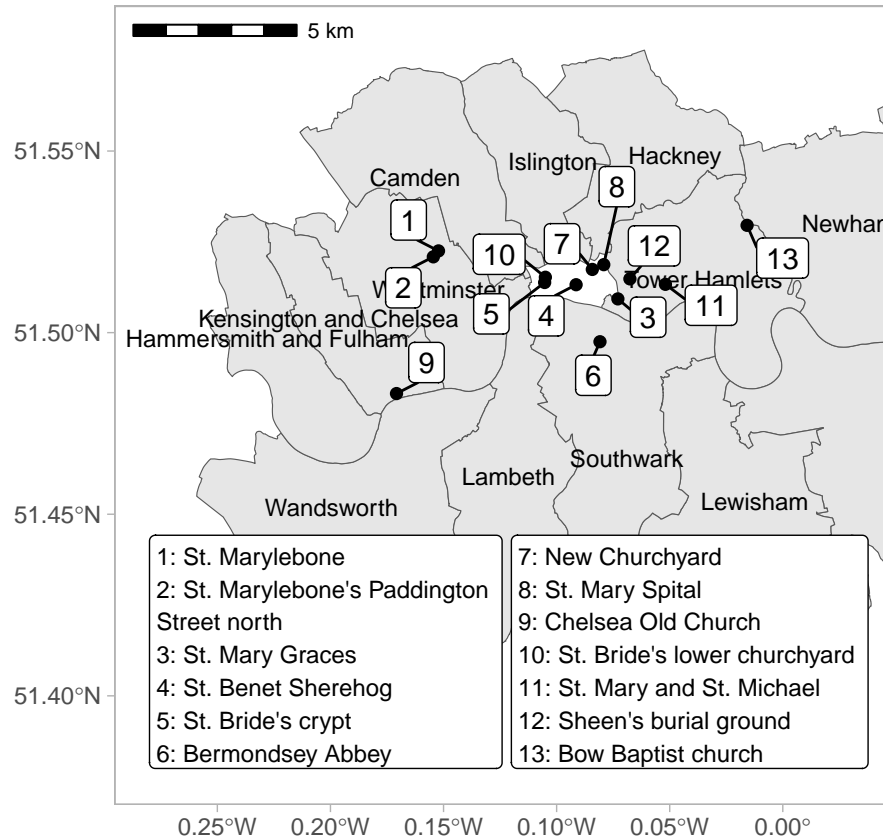 5 km
51.55°N
51.50°N
51.45°N
51.40°N
Hackney
Islington
Camden
8
1
Newham
7
12
10
13
2
Westminster
Tower Hamlets
5
4
3
11
Kensington and Chelsea
Hammersmith and Fulham
9
6
Southwark
Lambeth
Wandsworth
Lewisham
1: St. Marylebone
2: St. Marylebone's Paddington
Street north
3: St. Mary Graces
4: St. Benet Sherehog
5: St. Bride's crypt
6: Bermondsey Abbey
7: New Churchyard
8: St. Mary Spital
9: Chelsea Old Church
10: St. Bride's lower churchyard
11: St. Mary and St. Michael
12: Sheen's burial ground
13: Bow Baptist church
0.25°W
0.20°W
0.15°W
0.10°W
0.05°W
0.00°